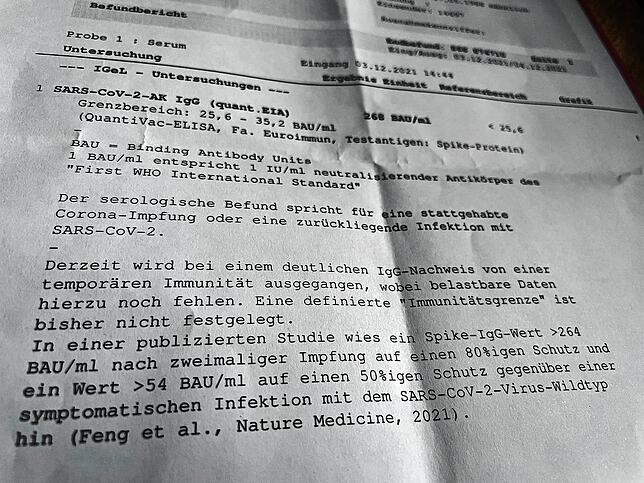 Befundbericht
Probe 1 : Serum
Untersuchung
Eingang 03.12.2021 14:44
Ergebnis Einheit Referenzbereich Grafik
--- IGeL - Untersuchungen ---
1 SARS-CoV-2-AK IgG (quant.EIA) 268 BAU/ml < 25,6
Grenzbereich: 25,6 - 35,2 BAU/ml
(QuantiVac-ELISA, Fa. Euroimmun, Testantigen: Spike-Protein)
-
BAU = Binding Antibody Units
1 BAU/ml entspricht 1 IU/ml neutralisierender Antikörper des
"First WHO International Standard"
Der serologische Befund spricht für eine stattgehabte
Corona-Impfung oder eine zurückliegende Infektion mit
SARS-CoV-2.
-
Derzeit wird bei einem deutlichen IgG-Nachweis von einer
temporären Immunität ausgegangen, wobei belastbare Daten
hierzu noch fehlen. Eine definierte "Immunitätsgrenze" ist
bisher nicht festgelegt.
In einer publizierten Studie wies ein Spike-IgG-Wert >264
BAU/ml nach zweimaliger Impfung auf einen 80%igen Schutz und
ein Wert >54 BAU/ml auf einen 50%igen Schutz gegenüber einer
symptomatischen Infektion mit dem SARS-CoV-2-Virus-Wildtyp
hin (Feng et al., Nature Medicine, 2021).